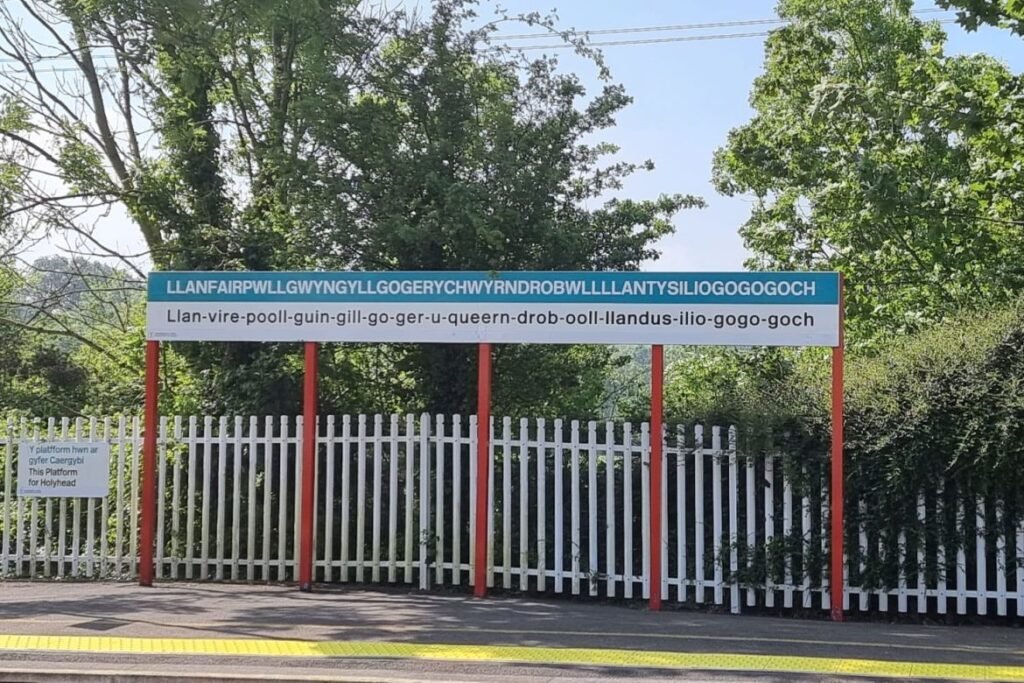 LLANFAIRPWLLGWYNGYLLGOGERYCHWYRNDROBWLLLLANTYSILIOGOGOGOCH
Llan-vire-pooll-guin-gill-go-ger-u-queern-drob-ooll-llandus-ilio-gogo-goch
Y platfform hwn ar
gyfer Caergybi
This Platform
for Holyhead